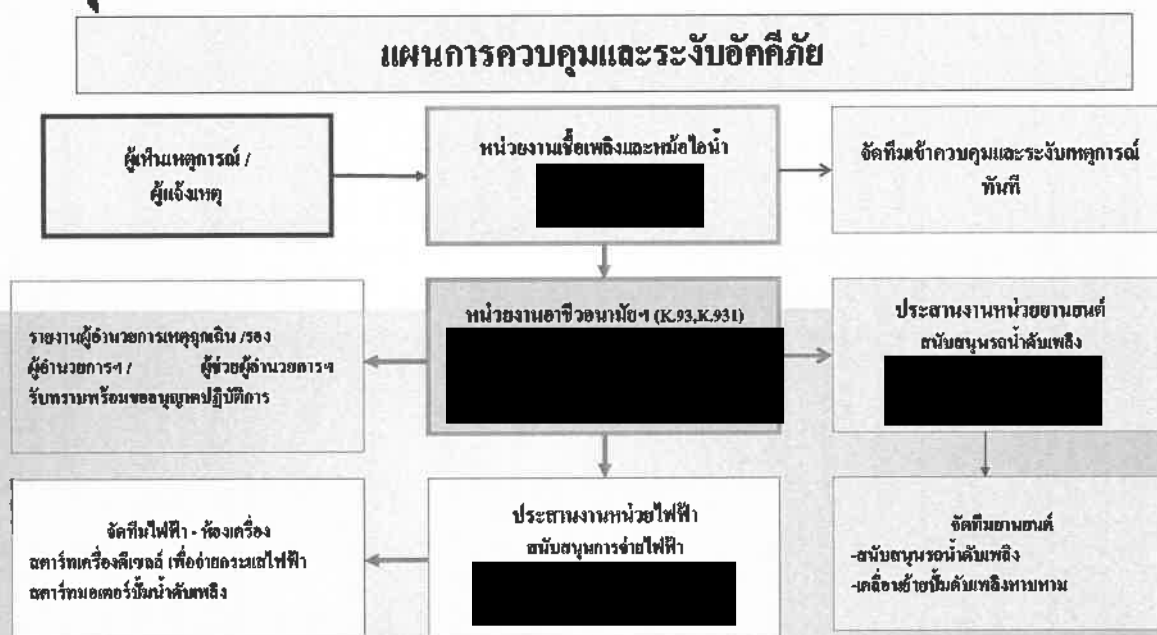 แผนการควบคุมและระงับอัคคีภัย
ผู้เห็นเหตุการณ์ /
ผู้แจ้งเหตุ
หน่วยงานเชื้อเพลิงและหม้อไอน้ำ
จัดทีมเข้าควบคุมและระงับเหตุการณ์
ทันที
รายงานผู้อำนวยการเหตุฉุกเฉิน /รอง
ผู้อำนวยการฯ / ผู้ช่วยผู้อำนวยการฯ
รับทราบพร้อมขออนุญาตปฏิบัติการ
หน่วยงานอาชีวอนามัยฯ (K.93,K.931)
ประสานงานหน่วยยานยนต์
สนับสนุนรถน้ำดับเพลิง
จัดทีมไฟฟ้า - ห้องเครื่อง
สตาร์ทเครื่องดีเซลล์ เพื่อจ่ายกระแสไฟฟ้า
สตาร์ทมอเตอร์ปั๊มน้ำดับเพลิง
ประสานงานหน่วยไฟฟ้า
สนับสนุนการจ่ายไฟฟ้า
จัดทีมยานยนต์
-สนับสนุนรถน้ำดับเพลิง
-เคลื่อนย้ายปั๊มดับเพลิงหาบหาม